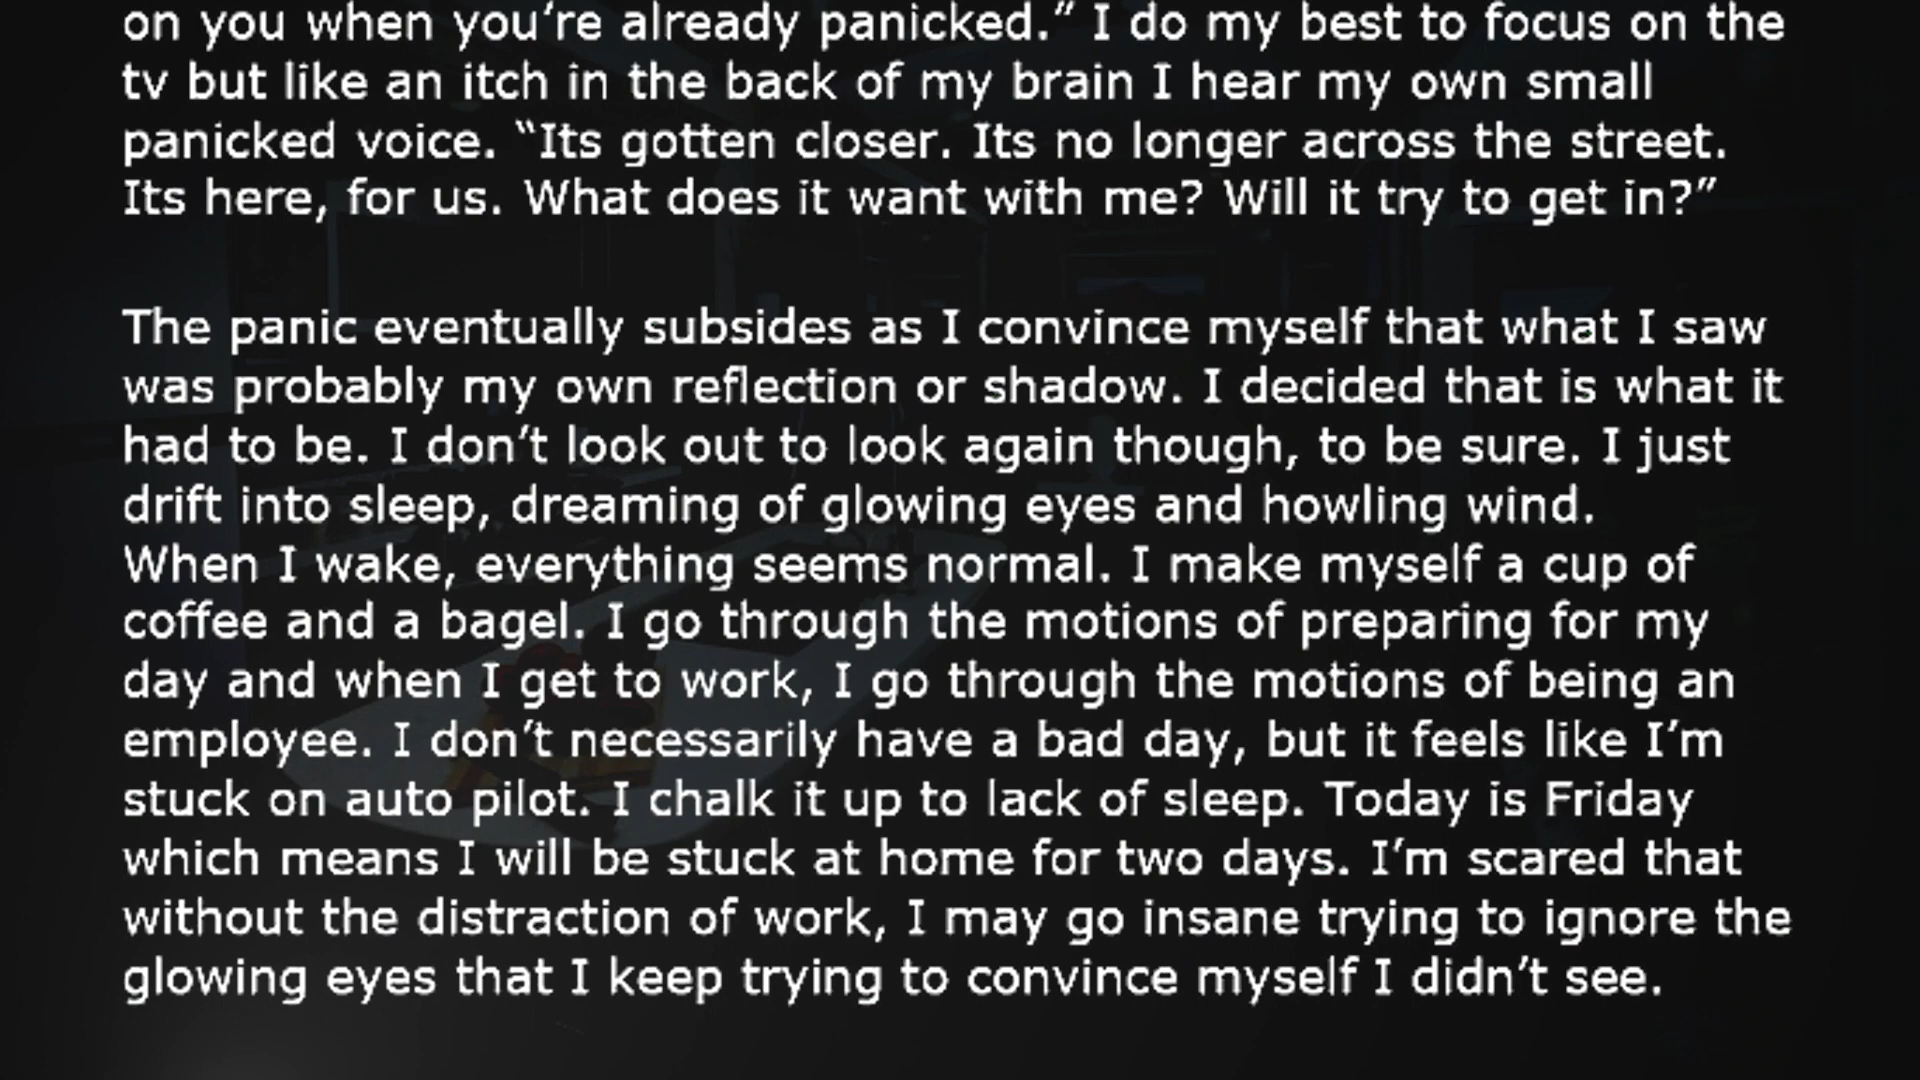 on you when you’re already panicked.” I do my best to focus on the
tv but like an itch in the back of my brain I hear my own small
panicked voice. “Its gotten closer. Its no longer across the street.
Its here, for us. What does it want with me? Will it try to get in?”
The panic eventually subsides as I convince myself that what I saw
was probably my own reflection or shadow. I decided that is what it
had to be. I don’t look out to look again though, to be sure. I just
drift into sleep, dreaming of glowing eyes and howling wind.
When I wake, everything seems normal. I make myself a cup of
coffee and a bagel. I go through the motions of preparing for my
day and when I get to work, I go through the motions of being an
employee. I don’t necessarily have a bad day, but it feels like I’m
stuck on auto pilot. I chalk it up to lack of sleep. Today is Friday
which means I will be stuck at home for two days. I’m scared that
without the distraction of work, I may go insane trying to ignore the
glowing eyes that I keep trying to convince myself I didn’t see.